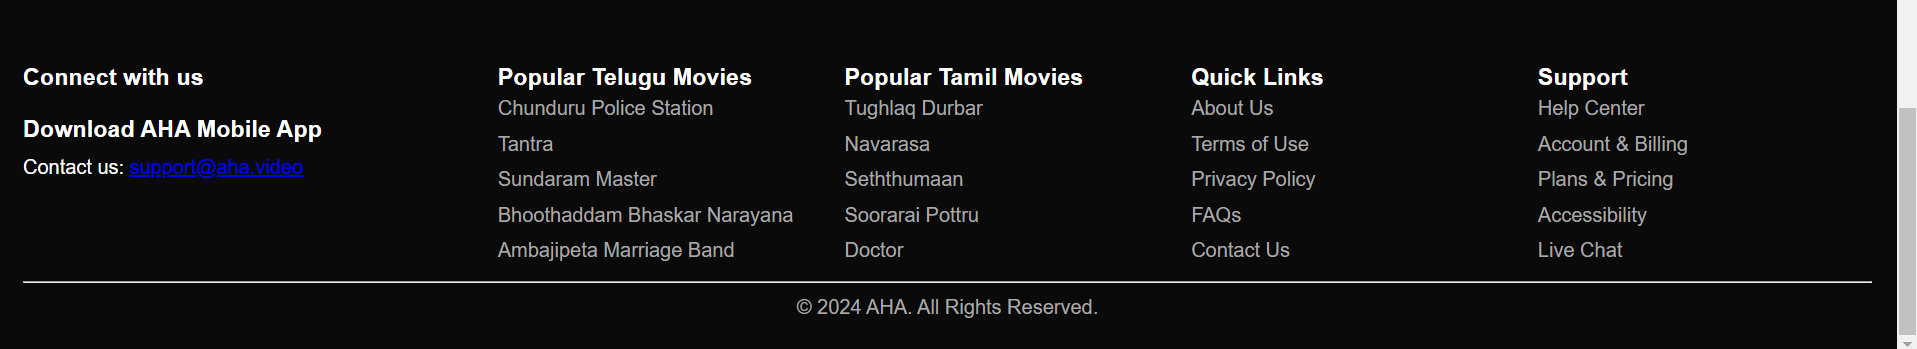 Connect with us
Download AHA Mobile App
Contact us: support@aha.video
Popular Telugu Movies
Chunduru Police Station
Tantra
Sundaram Master
Bhoothaddam Bhaskar Narayana
Ambajipeta Marriage Band
Popular Tamil Movies
Tughlaq Durbar
Navarasa
Seththumaan
Soorarai Pottru
Doctor
Quick Links
About Us
Terms of Use
Privacy Policy
FAQs
Contact Us
Support
Help Center
Account & Billing
Plans & Pricing
Accessibility
Live Chat
© 2024 AHA. All Rights Reserved.